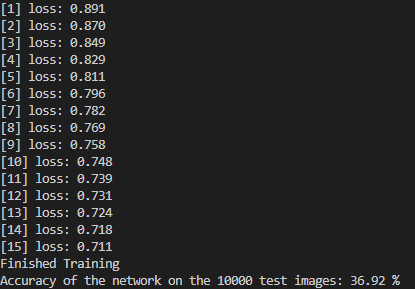 [1] loss: 0.891
[2] loss: 0.870
[3] loss: 0.849
[4] loss: 0.829
[5] loss: 0.811
[6] loss: 0.796
[7] loss: 0.782
[8] loss: 0.769
[9] loss: 0.758
[10] loss: 0.748
[11] loss: 0.739
[12] loss: 0.731
[13] loss: 0.724
[14] loss: 0.718
[15] loss: 0.711
Finished Training
Accuracy of the network on the 10000 test images: 36.92 %